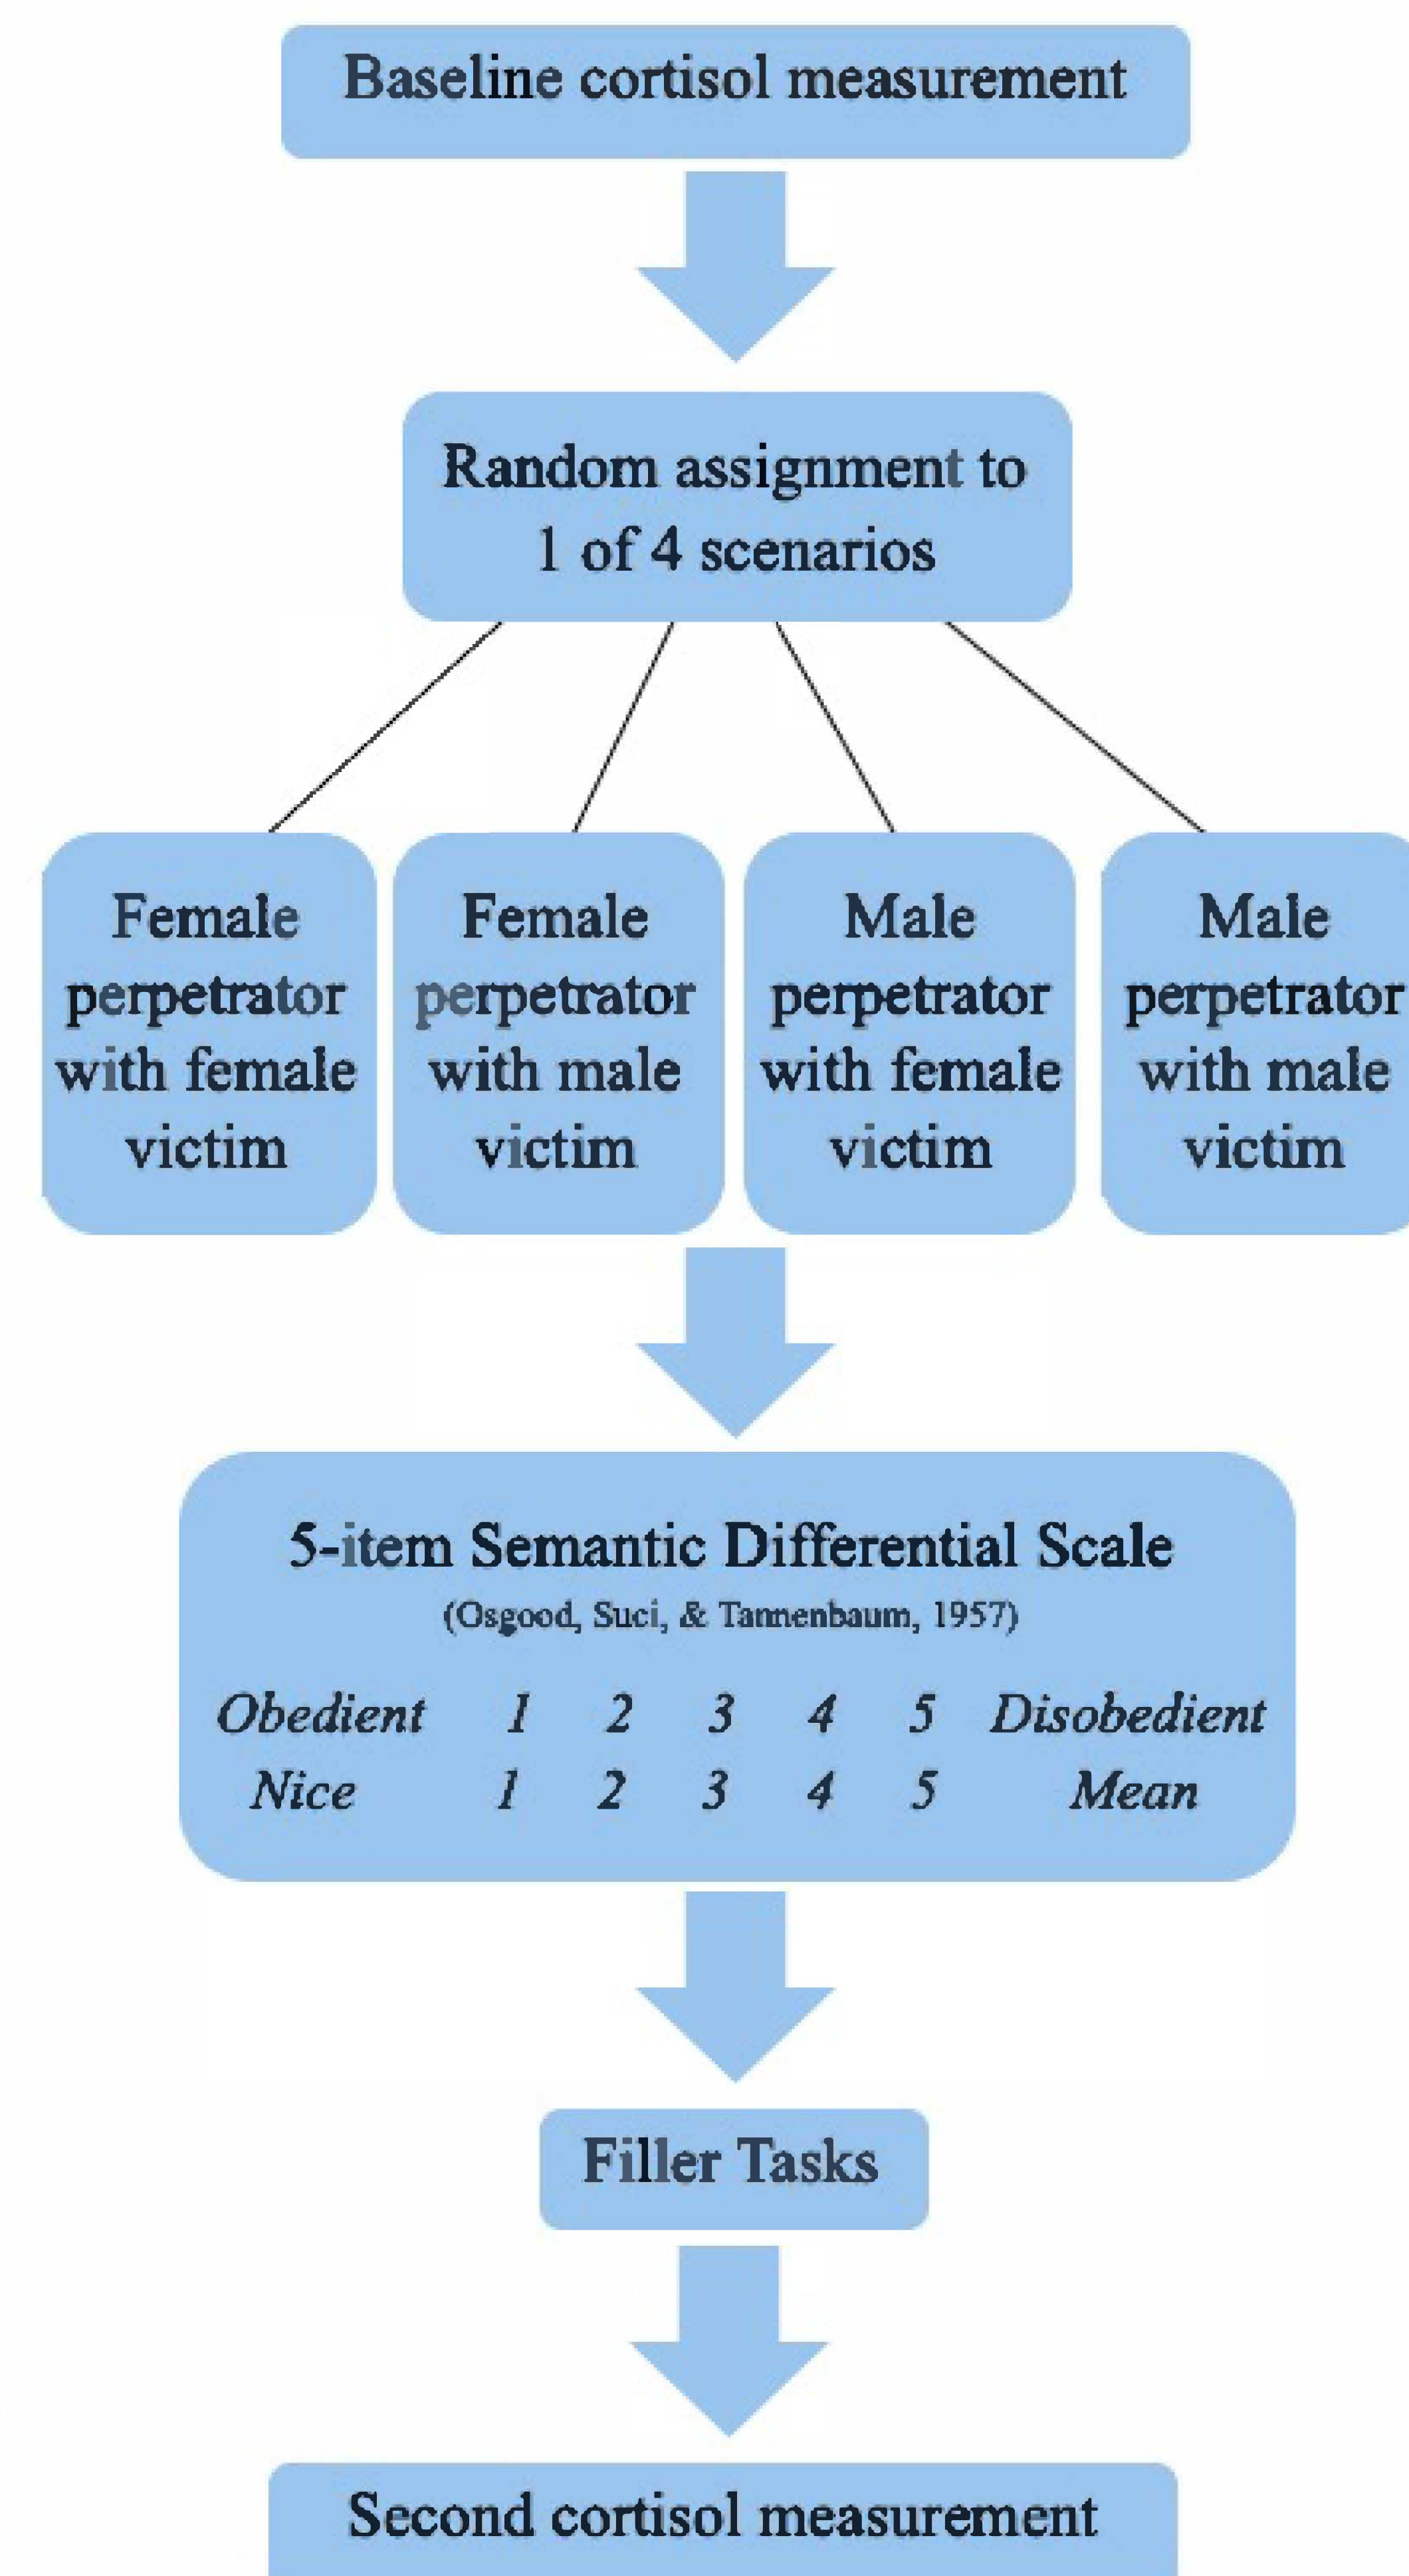 Baseline cortisol measurement
Random assignment to
1 of 4 scenarios
Female
perpetrator
with female
victim
Female
perpetrator
with male
victim
Male
perpetrator
with female
victim
Male
perpetrator
with male
victim
5-item Semantic Differential Scale
(Osgood, Suci, & Tannenbaum, 1957)
Obedient 1 2 3 4 5 Disobedient
Nice 1 2 3 4 5 Mean
Filler Tasks
Second cortisol measurement